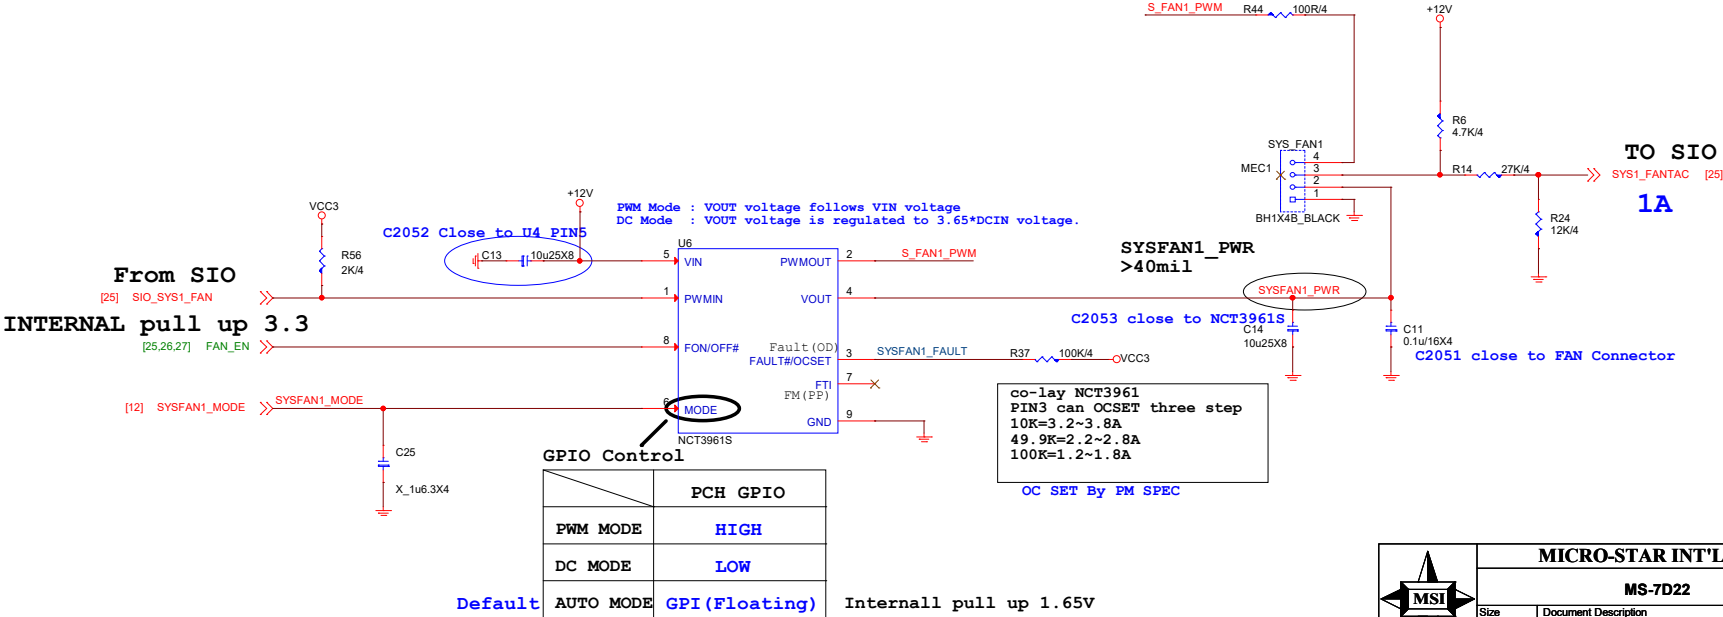 S_FAN1_PWM R44 100R/4
+12V
R6
4.7K/4
SYS_FAN1
MEC1
4
3
2
1
BH1X4B_BLACK
R14 27K/4
TO SIO
SYS1_FANTAC [25]
1A
R24
12K/4
+12V
VCC3
PWM Mode : VOUT voltage follows VIN voltage
DC Mode : VOUT voltage is regulated to 3.65*DCIN voltage.
C2052 Close to U4 PIN5
C13 10u25X8
R56
2K/4
U6
5 VIN
PWMOUT 2 S_FAN1_PWM
From SIO
[25] SIO_SYS1_FAN
1 PWMIN
VOUT 4
SYSFAN1_PWR
>40mil
SYSFAN1_PWR
INTERNAL pull up 3.3
[25,26,27] FAN_EN
8 FON/OFF#
Fault(OD)
FAULT#/OCSET 3 SYSFAN1_FAULT R37 100K/4 VCC3
C2053 close to NCT3961S
C14
10u25X8
C11
0.1u/16X4
C2051 close to FAN Connector
FTI 7
FM(PP)
[12] SYSFAN1_MODE SYSFAN1_MODE
6 MODE
GND 9
NCT3961S
C25
X_1u6.3X4
co-lay NCT3961
PIN3 can OCSET three step
10K=3.2~3.8A
49.9K=2.2~2.8A
100K=1.2~1.8A
OC SET By PM SPEC
GPIO Control
PCH GPIO
PWM MODE HIGH
DC MODE LOW
Default AUTO MODE GPI(Floating) Internall pull up 1.65V
MICRO-STAR INT'L
MS-7D22
MSI
Size Document Description